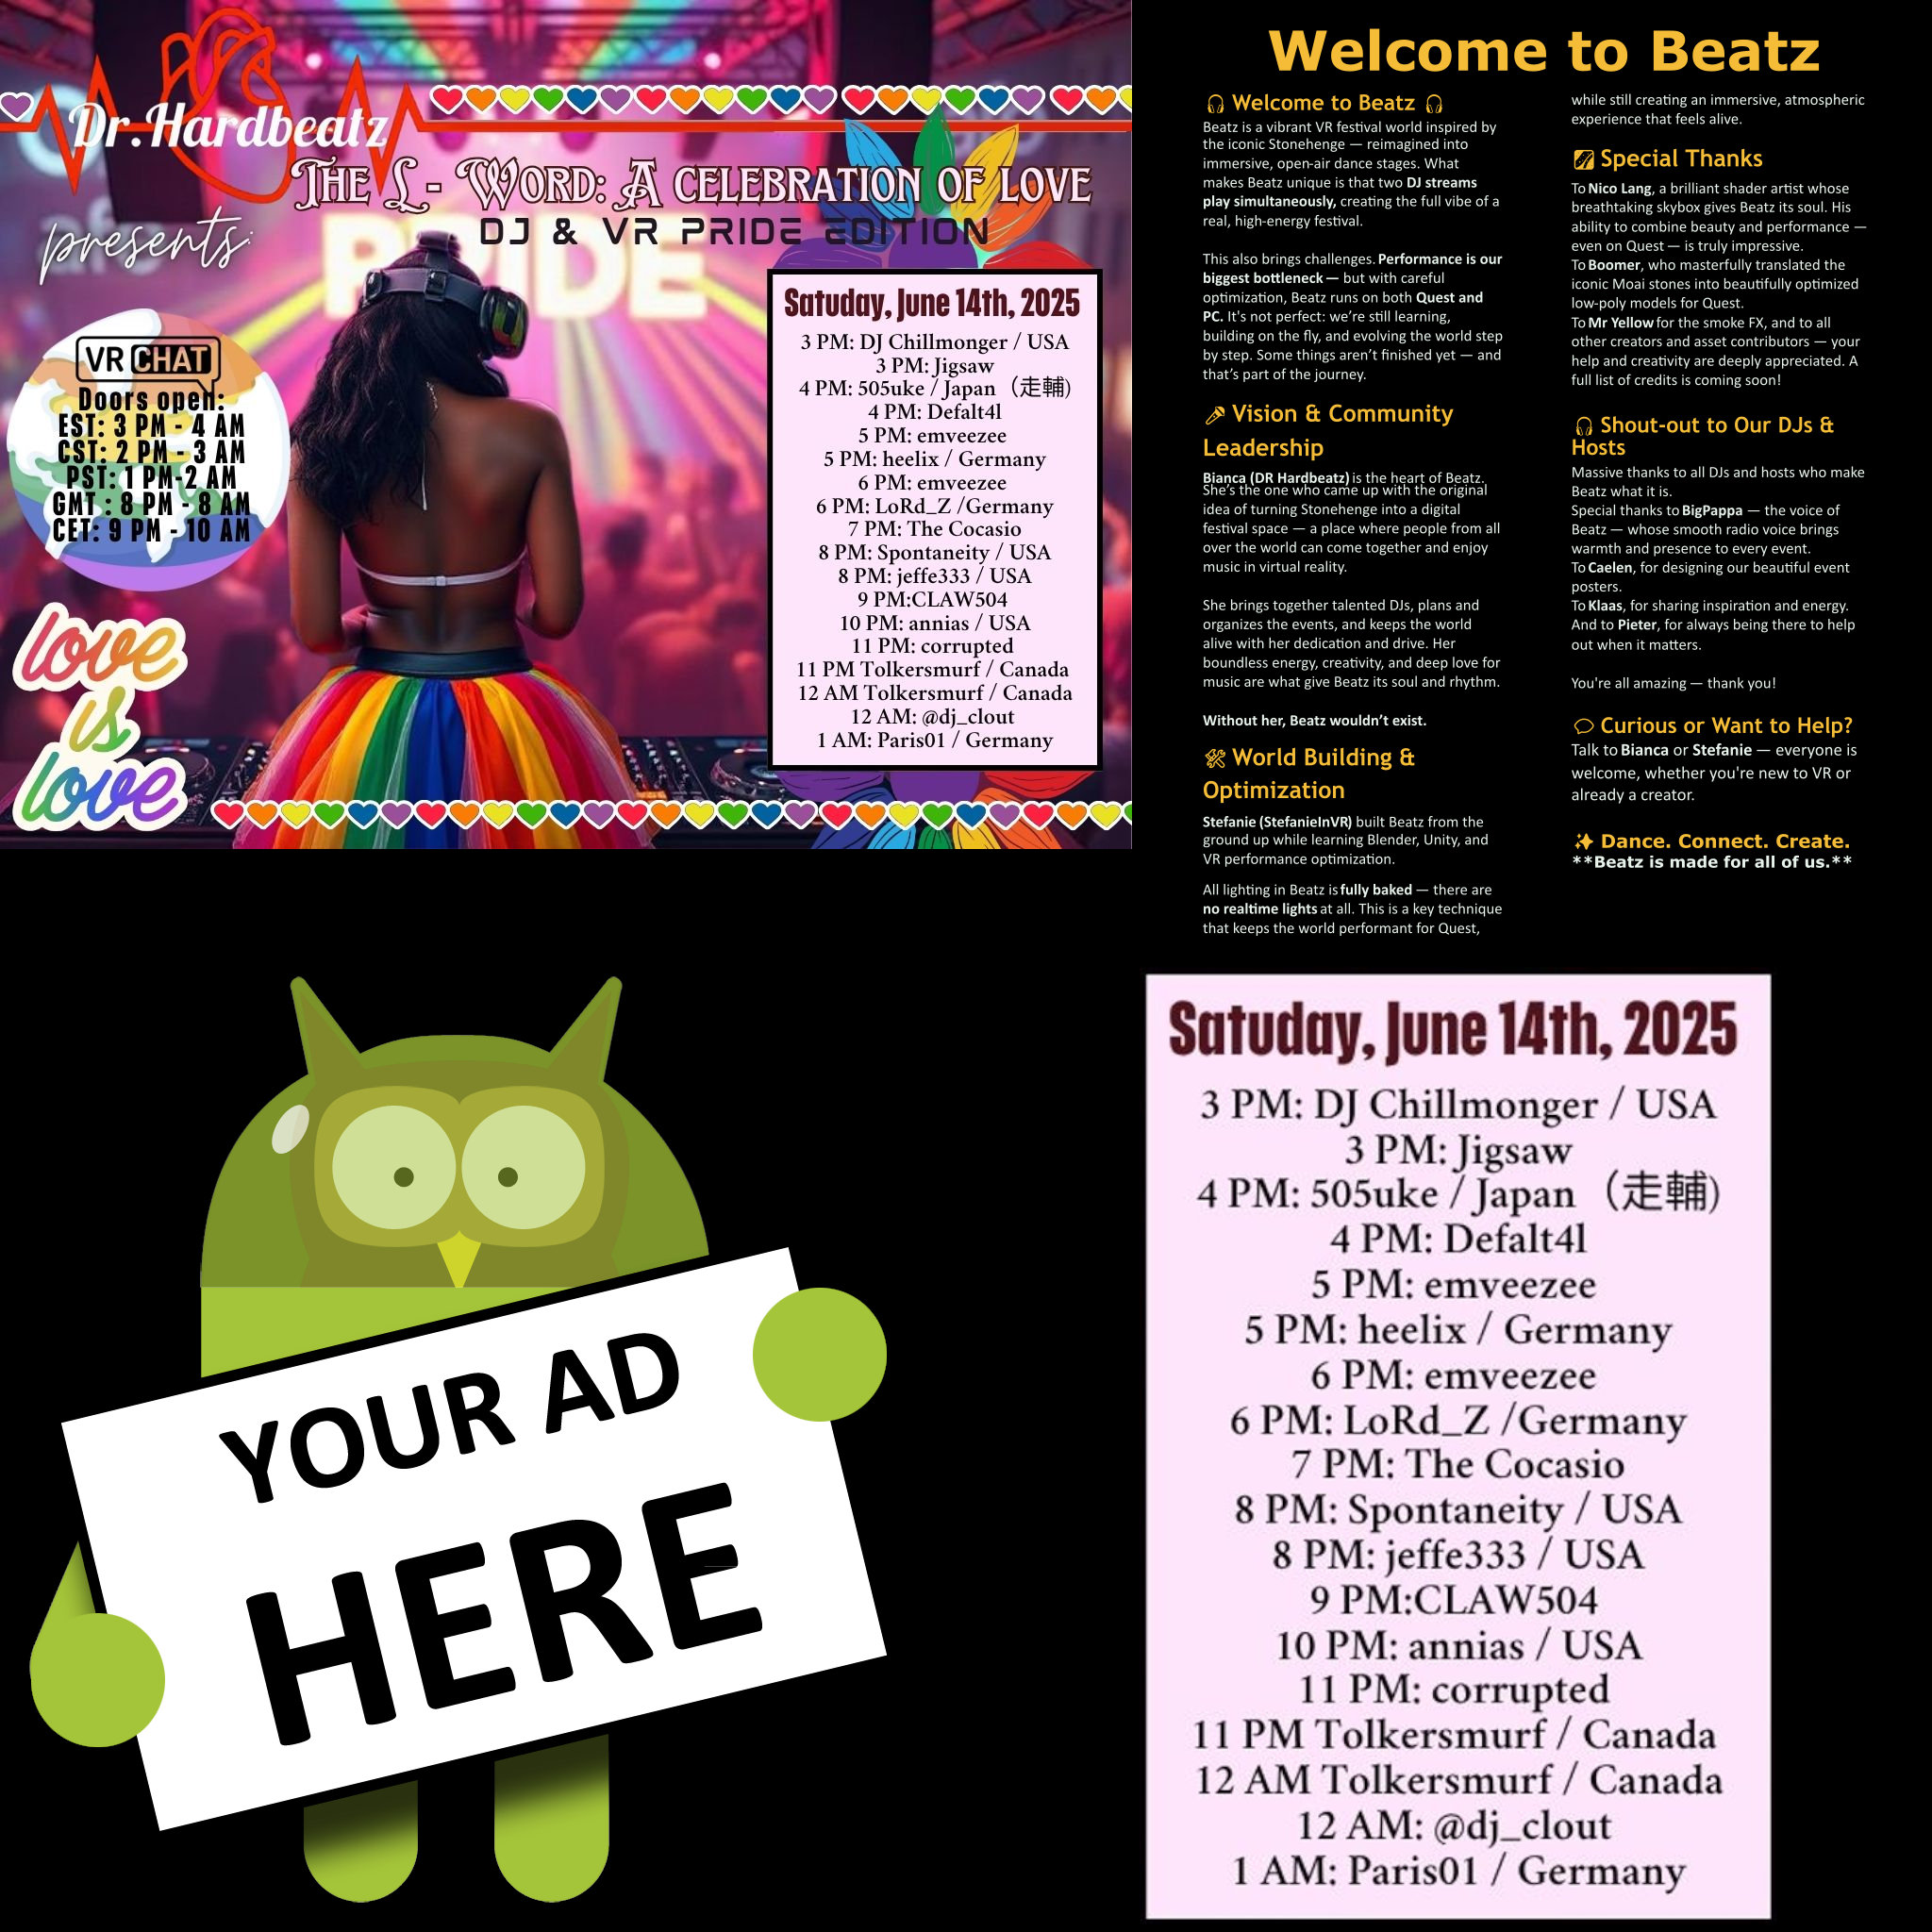 Dr.Hardbeatz
presents:
THE L - WORD: A CELEBRATION OF LOVE
PRIDE
DJ & VR PRIDE EDITION
VRCHAT
Doors open:
EST: 3 PM - 4 AM
CST: 2 PM - 3 AM
PST: 1 PM-2 AM
GMT : 8 PM - 8 AM
CET: 9 PM - 10 AM
love
is
love
Satuday, June 14th, 2025
3 PM: DJ Chillmonger / USA
3 PM: Jigsaw
4 PM: 505uke / Japan（走輔)
4 PM: Defalt4l
5 PM: emveezee
5 PM: heelix / Germany
6 PM: emveezee
6 PM: LoRd_Z /Germany
7 PM: The Cocasio
8 PM: Spontaneity / USA
8 PM: jeffe333 / USA
9 PM:CLAW504
10 PM: annias / USA
11 PM: corrupted
11 PM Tolkersmurf / Canada
12 AM Tolkersmurf / Canada
12 AM: @dj_clout
1 AM: Paris01 / Germany
Welcome to Beatz
🎧 Welcome to Beatz 🎧
Beatz is a vibrant VR festival world inspired by
the iconic Stonehenge — reimagined into
immersive, open-air dance stages. What
makes Beatz unique is that two DJ streams
play simultaneously, creating the full vibe of a
real, high-energy festival.
This also brings challenges. Performance is our
biggest bottleneck — but with careful
optimization, Beatz runs on both Quest and
PC. It's not perfect: we're still learning,
building on the fly, and evolving the world step
by step. Some things aren't finished yet — and
that's part of the journey.
🎤 Vision & Community
Leadership
Bianca (DR Hardbeatz) is the heart of Beatz.
She's the one who came up with the original
idea of turning Stonehenge into a digital
festival space — a place where people from all
over the world can come together and enjoy
music in virtual reality.
She brings together talented DJs, plans and
organizes the events, and keeps the world
alive with her dedication and drive. Her
boundless energy, creativity, and deep love for
music are what give Beatz its soul and rhythm.
Without her, Beatz wouldn't exist.
🛠 World Building &
Optimization
Stefanie (StefanieInVR) built Beatz from the
ground up while learning Blender, Unity, and
VR performance optimization.
All lighting in Beatz is fully baked — there are
no realtime lights at all. This is a key technique
that keeps the world performant for Quest,
while still creating an immersive, atmospheric
experience that feels alive.
Special Thanks
To Nico Lang, a brilliant shader artist whose
breathtaking skybox gives Beatz its soul. His
ability to combine beauty and performance —
even on Quest — is truly impressive.
To Boomer, who masterfully translated the
iconic Moai stones into beautifully optimized
low-poly models for Quest.
To Mr Yellow for the smoke FX, and to all
other creators and asset contributors — your
help and creativity are deeply appreciated. A
full list of credits is coming soon!
🎧 Shout-out to Our DJs &
Hosts
Massive thanks to all DJs and hosts who make
Beatz what it is.
Special thanks to BigPappa — the voice of
Beatz — whose smooth radio voice brings
warmth and presence to every event.
To Caelen, for designing our beautiful event
posters.
To Klaas, for sharing inspiration and energy.
And to Pieter, for always being there to help
out when it matters.
You're all amazing — thank you!
💬 Curious or Want to Help?
Talk to Bianca or Stefanie — everyone is
welcome, whether you're new to VR or
already a creator.
✨ Dance. Connect. Create.
**Beatz is made for all of us.**
YOUR AD
HERE
Satuday, June 14th, 2025
3 PM: DJ Chillmonger / USA
3 PM: Jigsaw
4 PM: 505uke / Japan（走輔)
4 PM: Defalt4l
5 PM: emveezee
5 PM: heelix / Germany
6 PM: emveezee
6 PM: LoRd_Z /Germany
7 PM: The Cocasio
8 PM: Spontaneity / USA
8 PM: jeffe333 / USA
9 PM:CLAW504
10 PM: annias / USA
11 PM: corrupted
11 PM Tolkersmurf / Canada
12 AM Tolkersmurf / Canada
12 AM: @dj_clout
1 AM: Paris01 / Germany